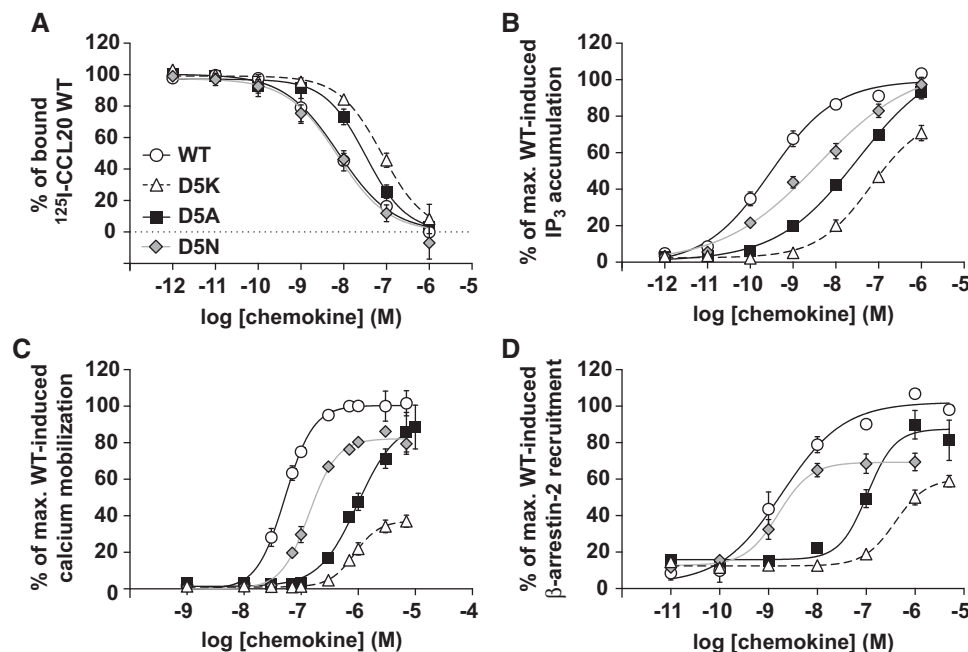 A
% of bound
¹²⁵I-CCL20 WT
120
100
80
60
40
20
0
WT
D5K
D5A
D5N
-12 -11 -10 -9 -8 -7 -6 -5
log [chemokine] (M)
B
% of max. WT-induced
IP₃ accumulation
120
100
80
60
40
20
0
-12 -11 -10 -9 -8 -7 -6 -5
log [chemokine] (M)
C
% of max. WT-induced
calcium mobilization
120
100
80
60
40
20
0
-9 -8 -7 -6 -5 -4
log [chemokine] (M)
D
% of max. WT-induced
β-arrestin-2 recruitment
120
100
80
60
40
20
0
-11 -10 -9 -8 -7 -6 -5
log [chemokine] (M)